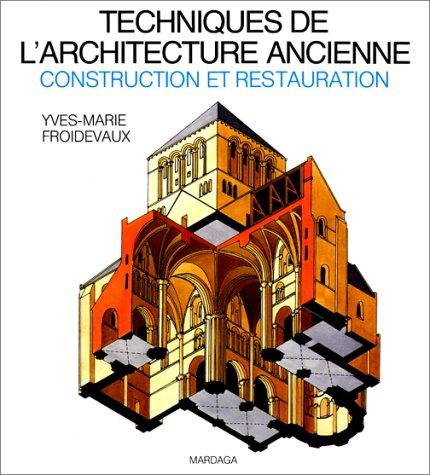 TECHNIQUES DE
L'ARCHITECTURE ANCIENNE
CONSTRUCTION ET RESTAURATION
YVES-MARIE
FROIDEVAUX
MARDAGA